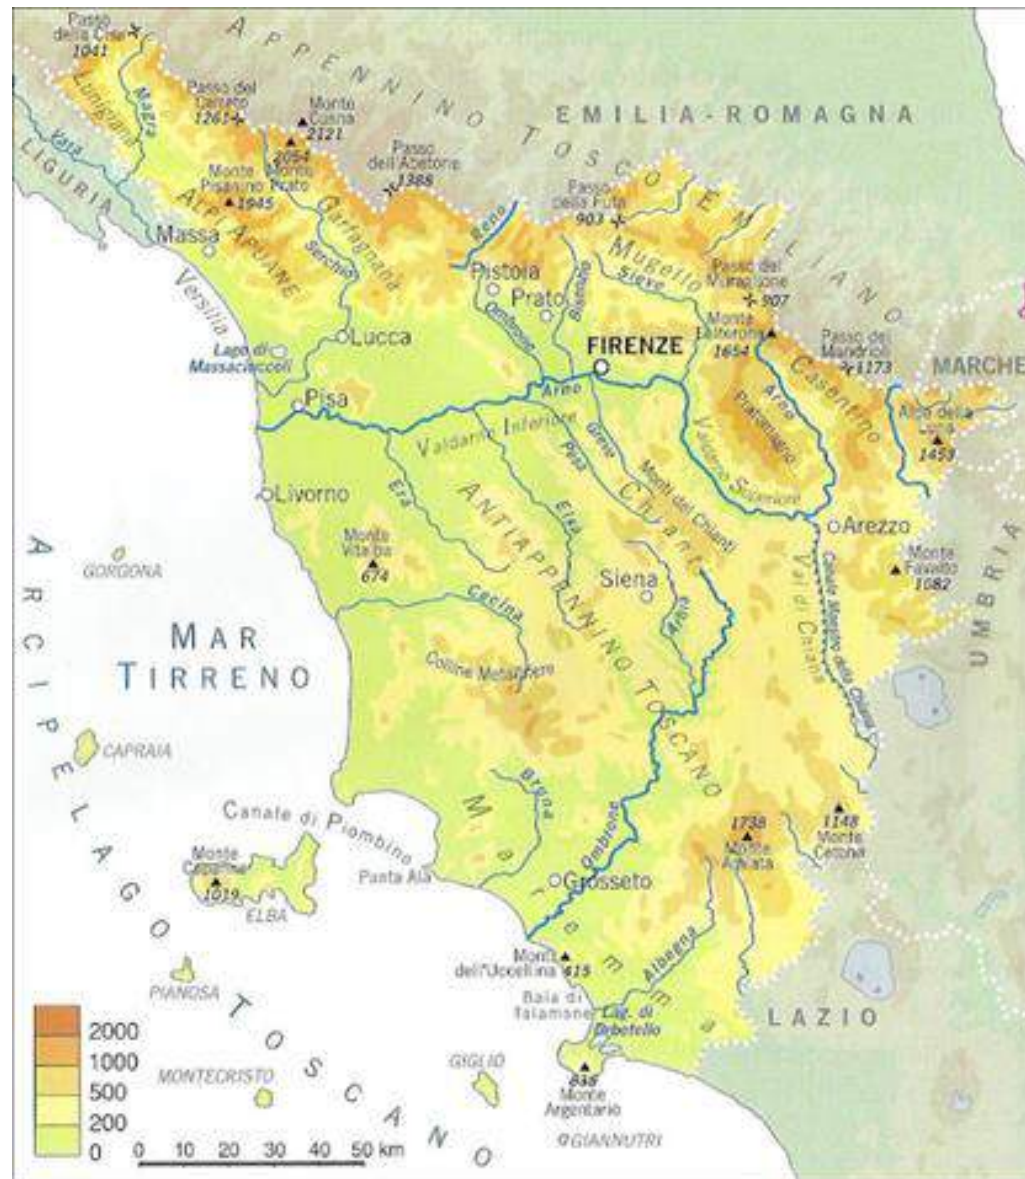 Passo
della Cisa
1041
APPENNINO TOSCO EMILIANO
EMILIA-ROMAGNA
Lunigiana
Magra
Vara
LIGURIA
Passo del
Cerreto
1261
Monte
Cusna
2121
2054
Monte
Prato
Monte
Pisanino
1945
Passo
dell'Abetone
1388
Passo
della Futa
903
ALPI APUANE
Garfagnana
Serchio
Massa
Versilia
Reno
Pistoia
Prato
Ombrone
Bisenzio
Mugello
Sieve
Passo del
Muraglione
907
Monte
Falterona
1654
Passo dei
Mandrioli
1173
MARCHE
Lago di
Massaciuccoli
Lucca
FIRENZE
Arno
Arno
Casentino
Pratomagno
Alpe della
Luna
1453
Pisa
Valdarno Inferiore
Valdarno Superiore
Greve
Pesa
Monti del Chianti
Chianti
Livorno
Era
Elsa
ANTIAPPENNINO TOSCANO
Arezzo
Canale Maestro della Chiana
Val di Chiana
Monte
Favalto
1082
UMBRIA
Monte
Vitalba
674
GORGONA
Siena
Arbia
Cecina
Colline Metallifere
MAR
TIRRENO
ARCIPELAGO TOSCANO
CAPRAIA
Bruna
Maremma
Canale di Piombino
Punta Ala
Monte
Capanne
1019
ELBA
Ombrone
Grosseto
1738
Monte
Amiata
1148
Monte
Cetona
PIANOSA
Monti
dell'Uccellina
415
Albegna
Baia di
Talamone
Lag. di
Orbetello
LAZIO
MONTECRISTO
GIGLIO
Monte
Argentario
GIANNUTRI
2000
1000
500
200
0
0 10 20 30 40 50 km